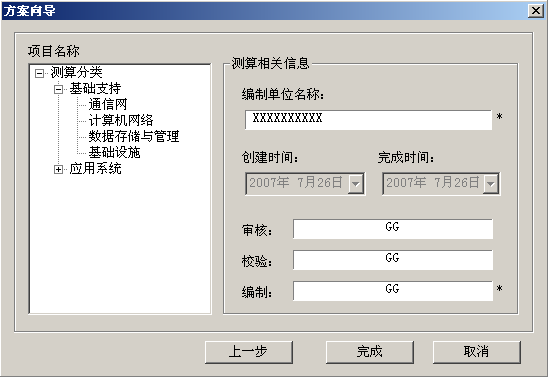 方案向导
项目名称
测算分类
基础支持
通信网
计算机网络
数据存储与管理
基础设施
应用系统
测算相关信息
编制单位名称：
XXXXXXXXXX *
创建时间： 完成时间：
2007年 7月26日 2007年 7月26日
审核： GG
校验： GG
编制： GG *
上一步 完成 取消